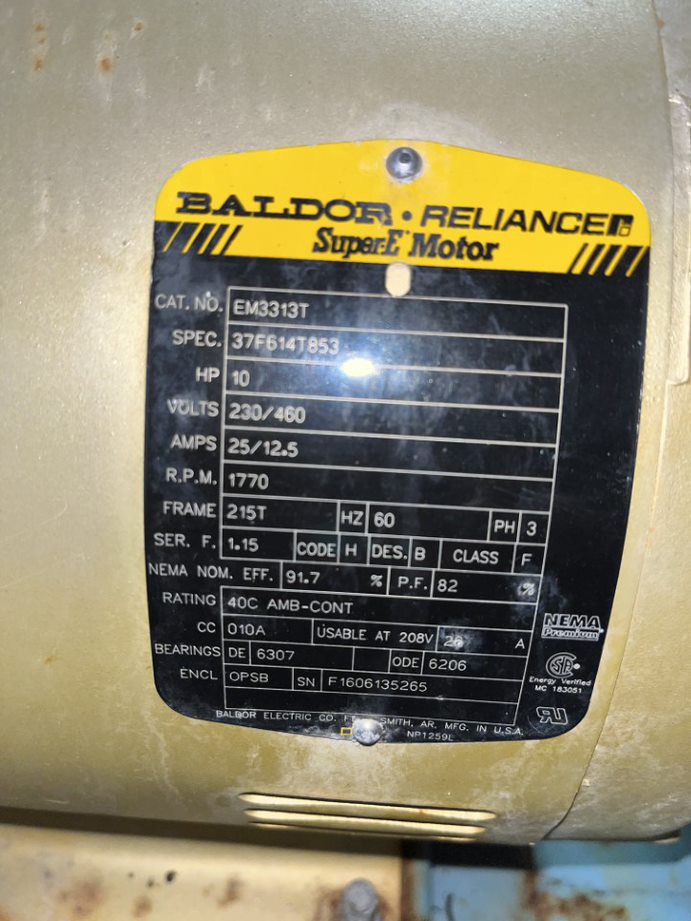 BALDOR • RELIANCE
Super-E Motor
CAT. NO. EM3313T
SPEC. 37F614T853
HP 10
VOLTS 230/460
AMPS 25/12.5
R.P.M. 1770
FRAME 215T HZ 60 PH 3
SER. F. 1.15 CODE H DES. B CLASS F
NEMA NOM. EFF. 91.7 % P.F. 82 %
RATING 40C AMB-CONT
CC 010A USABLE AT 208V A
BEARINGS DE 6307 ODE 6206
ENCL OPSB SN F1606135265
NEMA
Premium
Energy Verified
MC 183051
BALDOR ELECTRIC CO. SMITH, AR. MFG. IN U.S.A.
NP1259L